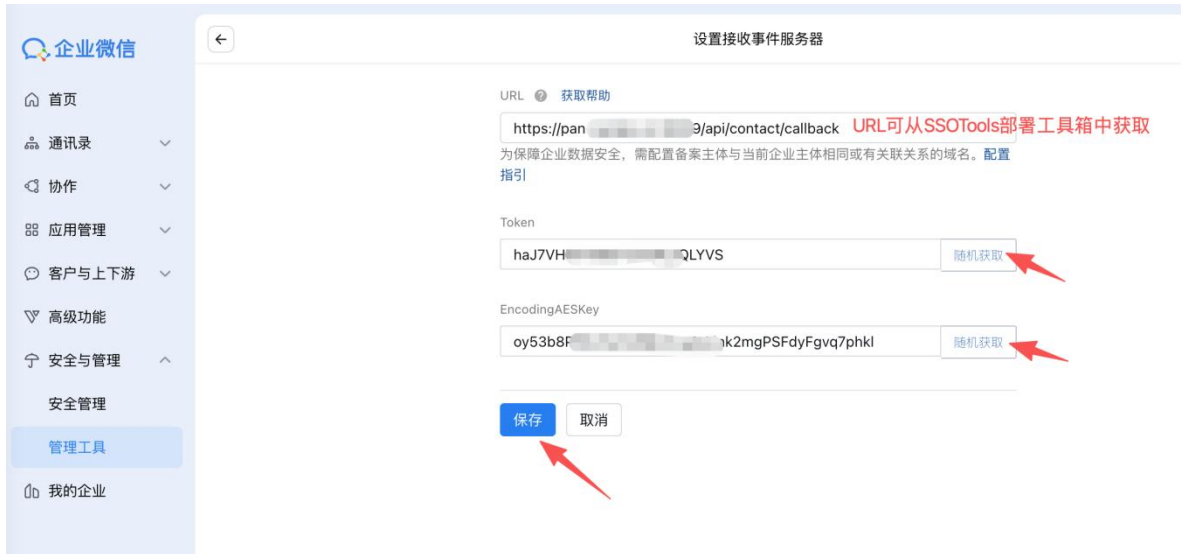 企业微信
设置接收事件服务器
首页
通讯录
协作
应用管理
客户与上下游
高级功能
安全与管理
安全管理
管理工具
我的企业
URL 获取帮助
https://pan 9/api/contact/callback URL可从SSOTools部署工具箱中获取
为保障企业数据安全，需配置备案主体与当前企业主体相同或有关联关系的域名。配置
指引
Token
haJ7VH QLYVS 随机获取
EncodingAESKey
oy53b8 k2mgPSFdyFgvq7phkl 随机获取
保存 取消